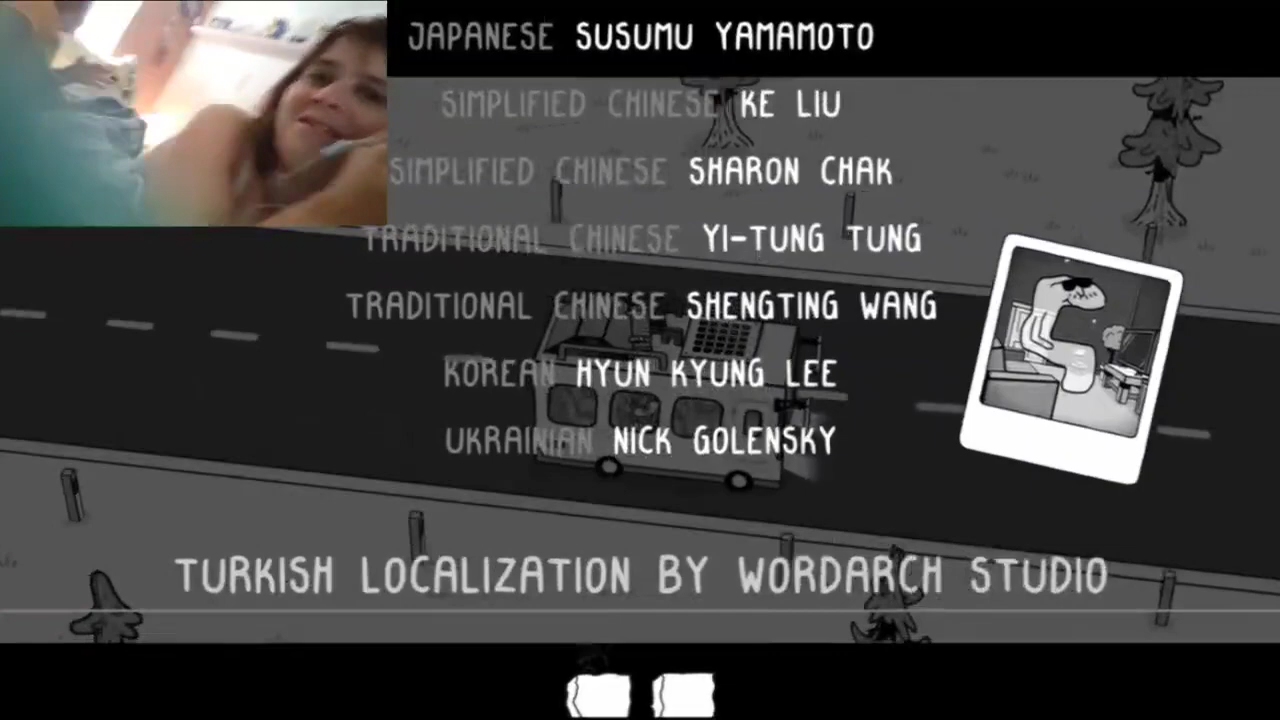 JAPANESE SUSUMU YAMAMOTO
SIMPLIFIED CHINESE KE LIU
SIMPLIFIED CHINESE SHARON CHAK
TRADITIONAL CHINESE YI-TUNG TUNG
TRADITIONAL CHINESE SHENGTING WANG
KOREAN HYUN KYUNG LEE
UKRAINIAN NICK GOLENSKY
TURKISH LOCALIZATION BY WORDARCH STUDIO